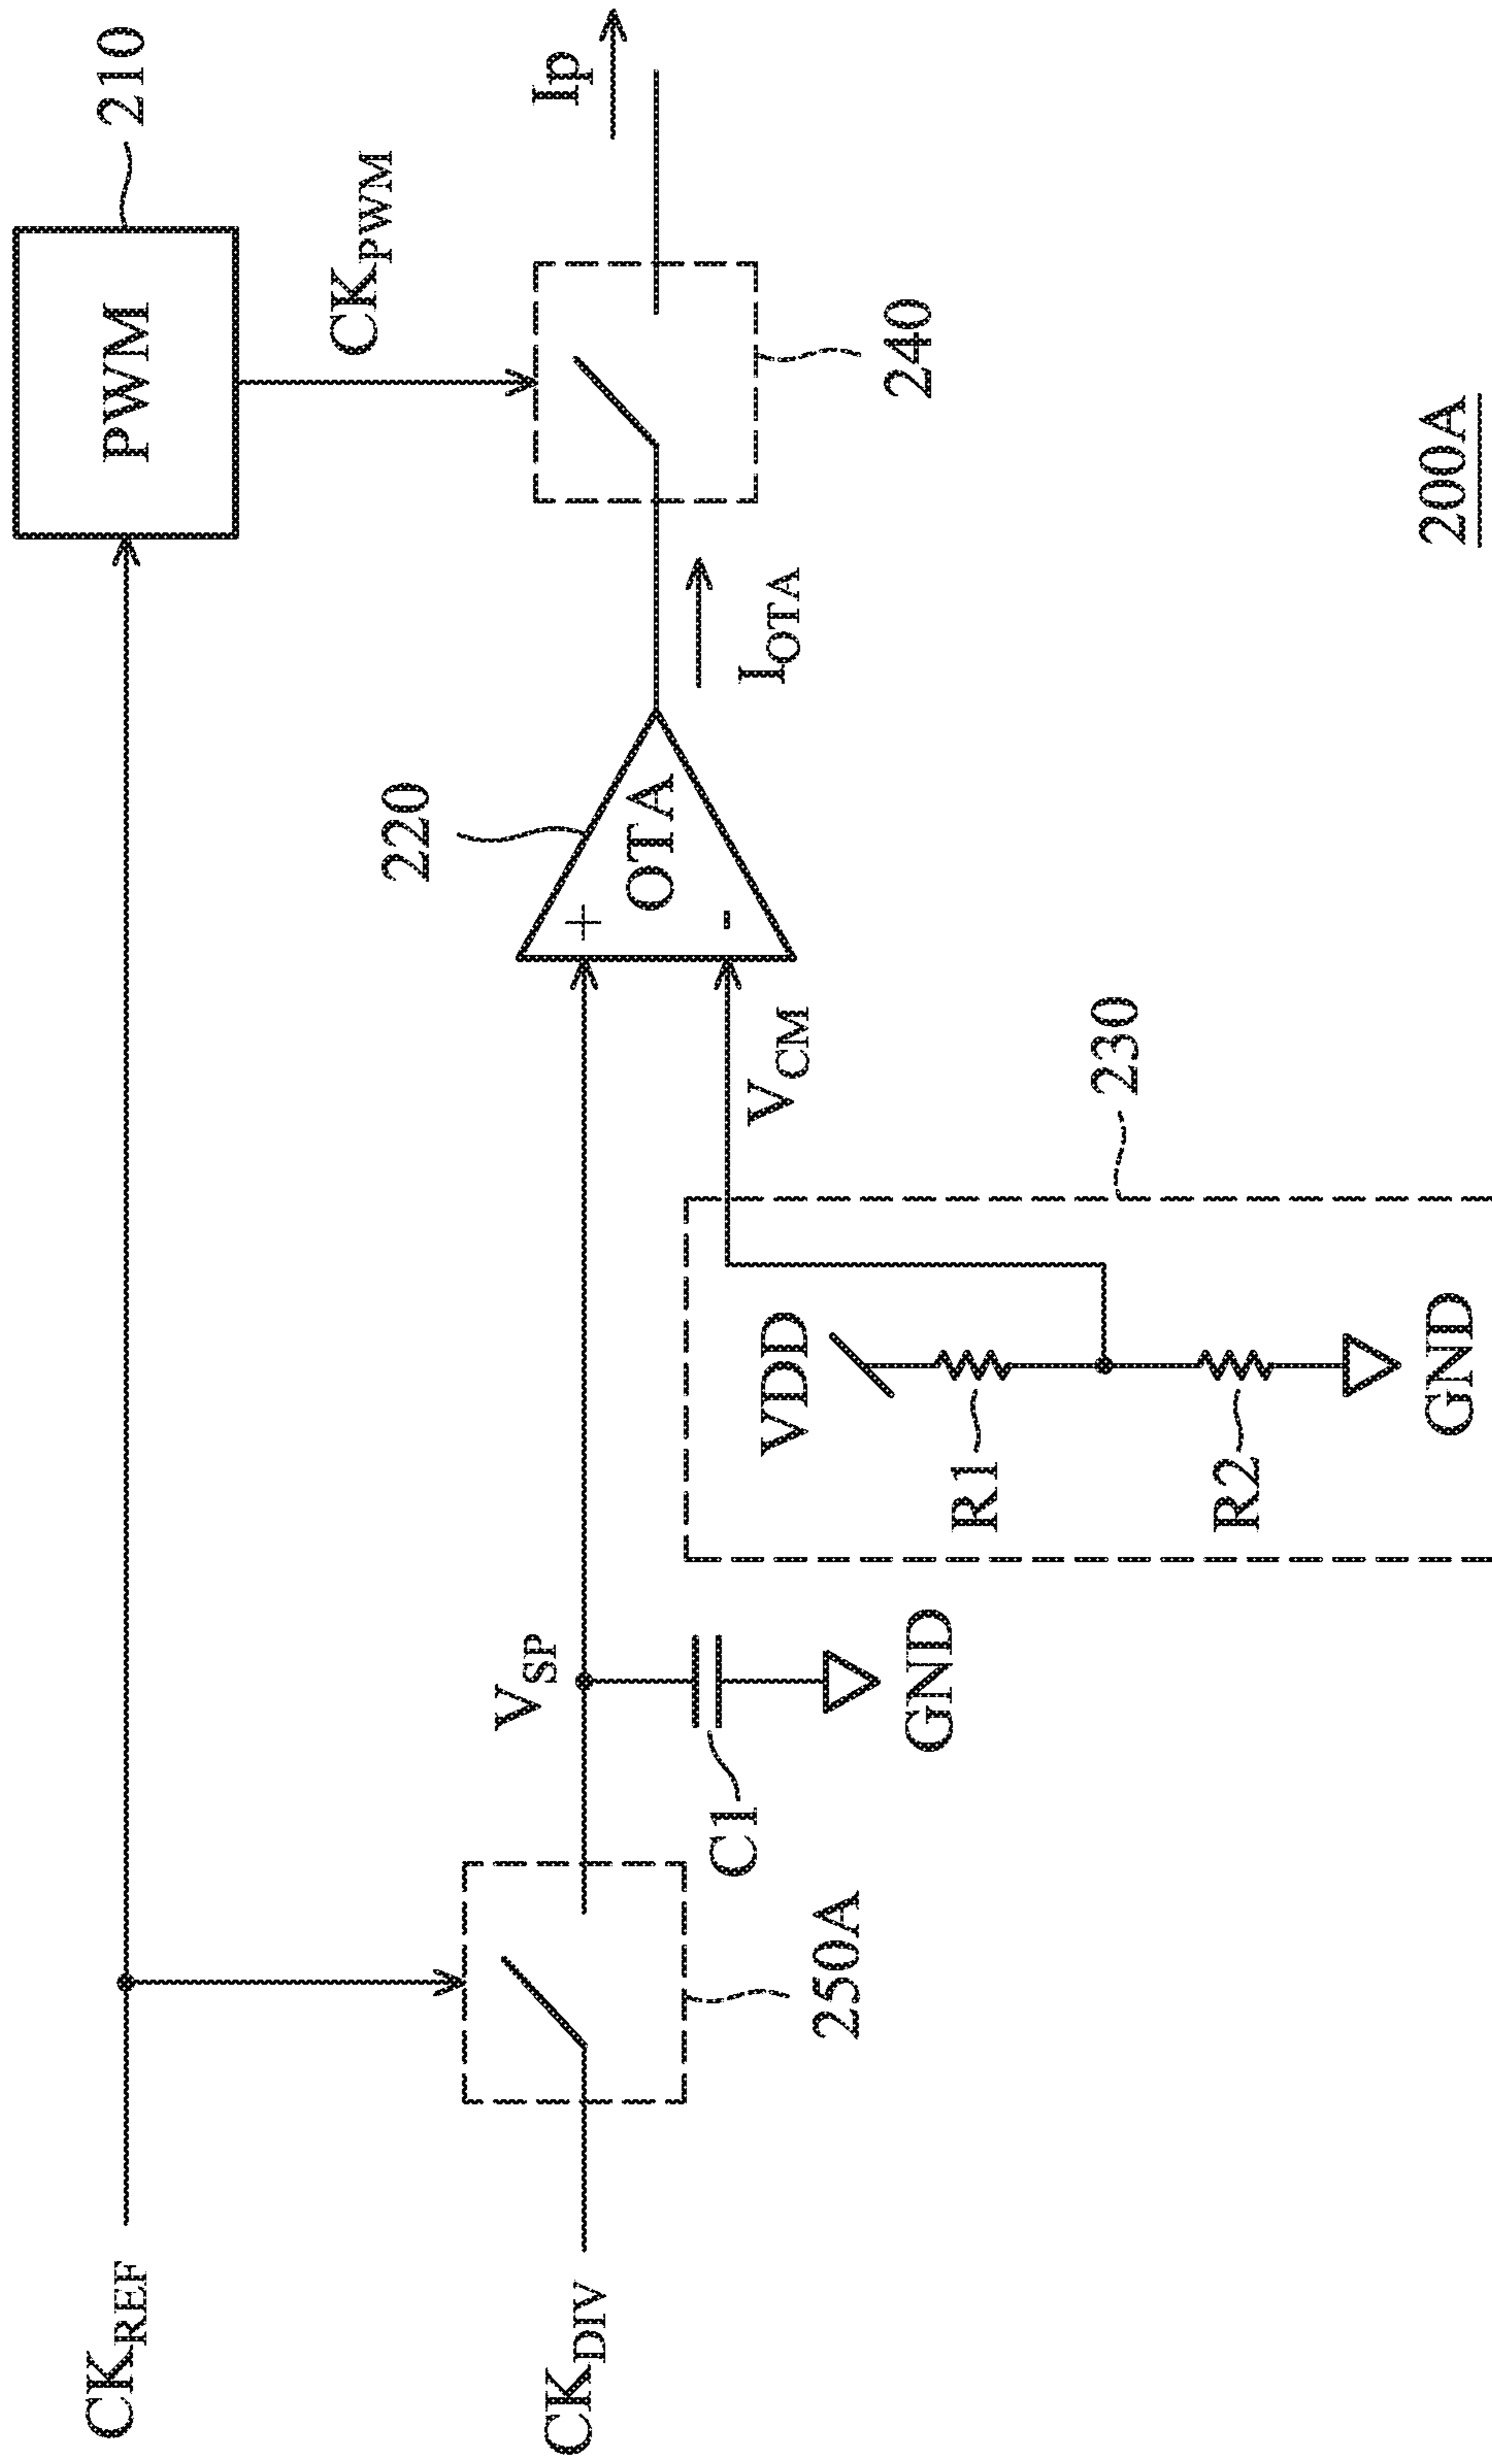 CKREF
PWM
210
CKPWM
CKDIV
250A
VSP
C1
GND
220
+
-
OTA
VCM
IOTA
240
Ip
230
VDD
R1
R2
GND
200A